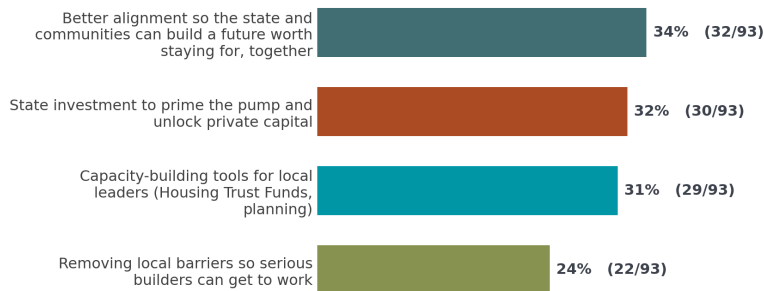 Better alignment so the state and
communities can build a future worth
staying for, together
34% (32/93)
State investment to prime the pump and
unlock private capital
32% (30/93)
Capacity-building tools for local
leaders (Housing Trust Funds,
planning)
31% (29/93)
Removing local barriers so serious
builders can get to work
24% (22/93)